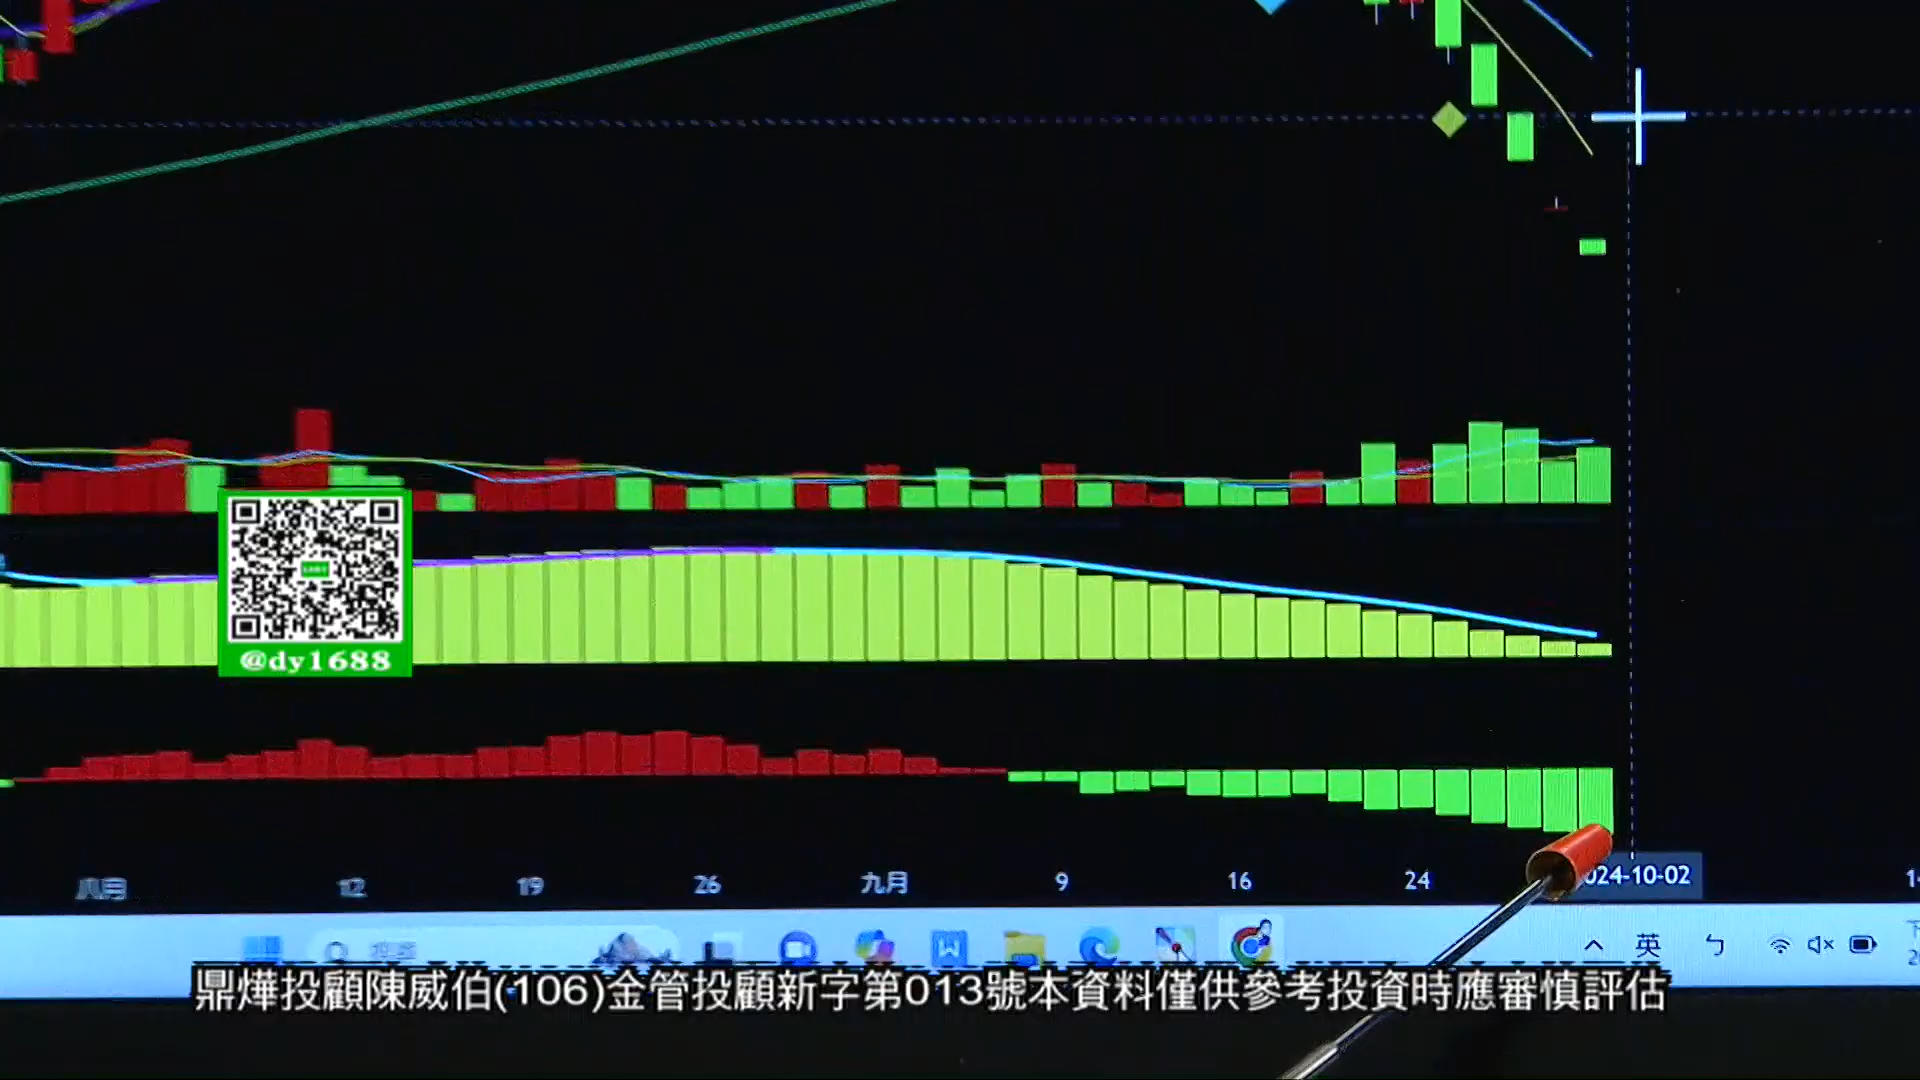 @dy1688
八月 12 19 26 九月 9 16 24 024-10-02
英 ㄅ
鼎燁投顧陳威伯(106)金管投顧新字第013號本資料僅供參考投資時應審慎評估